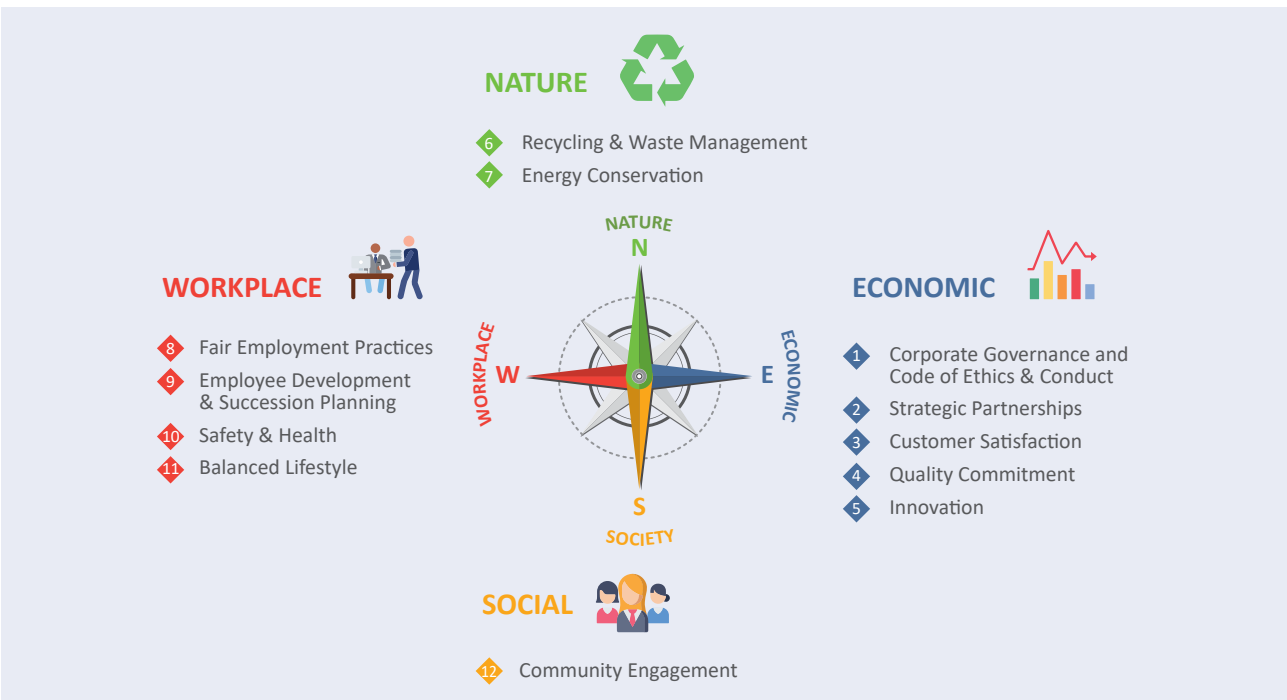 NATURE
6 Recycling & Waste Management
7 Energy Conservation
WORKPLACE
8 Fair Employment Practices
9 Employee Development
& Succession Planning
10 Safety & Health
11 Balanced Lifestyle
NATURE
N
WORKPLACE
W
E
ECONOMIC
S
SOCIETY
ECONOMIC
1 Corporate Governance and
Code of Ethics & Conduct
2 Strategic Partnerships
3 Customer Satisfaction
4 Quality Commitment
5 Innovation
SOCIAL
12 Community Engagement